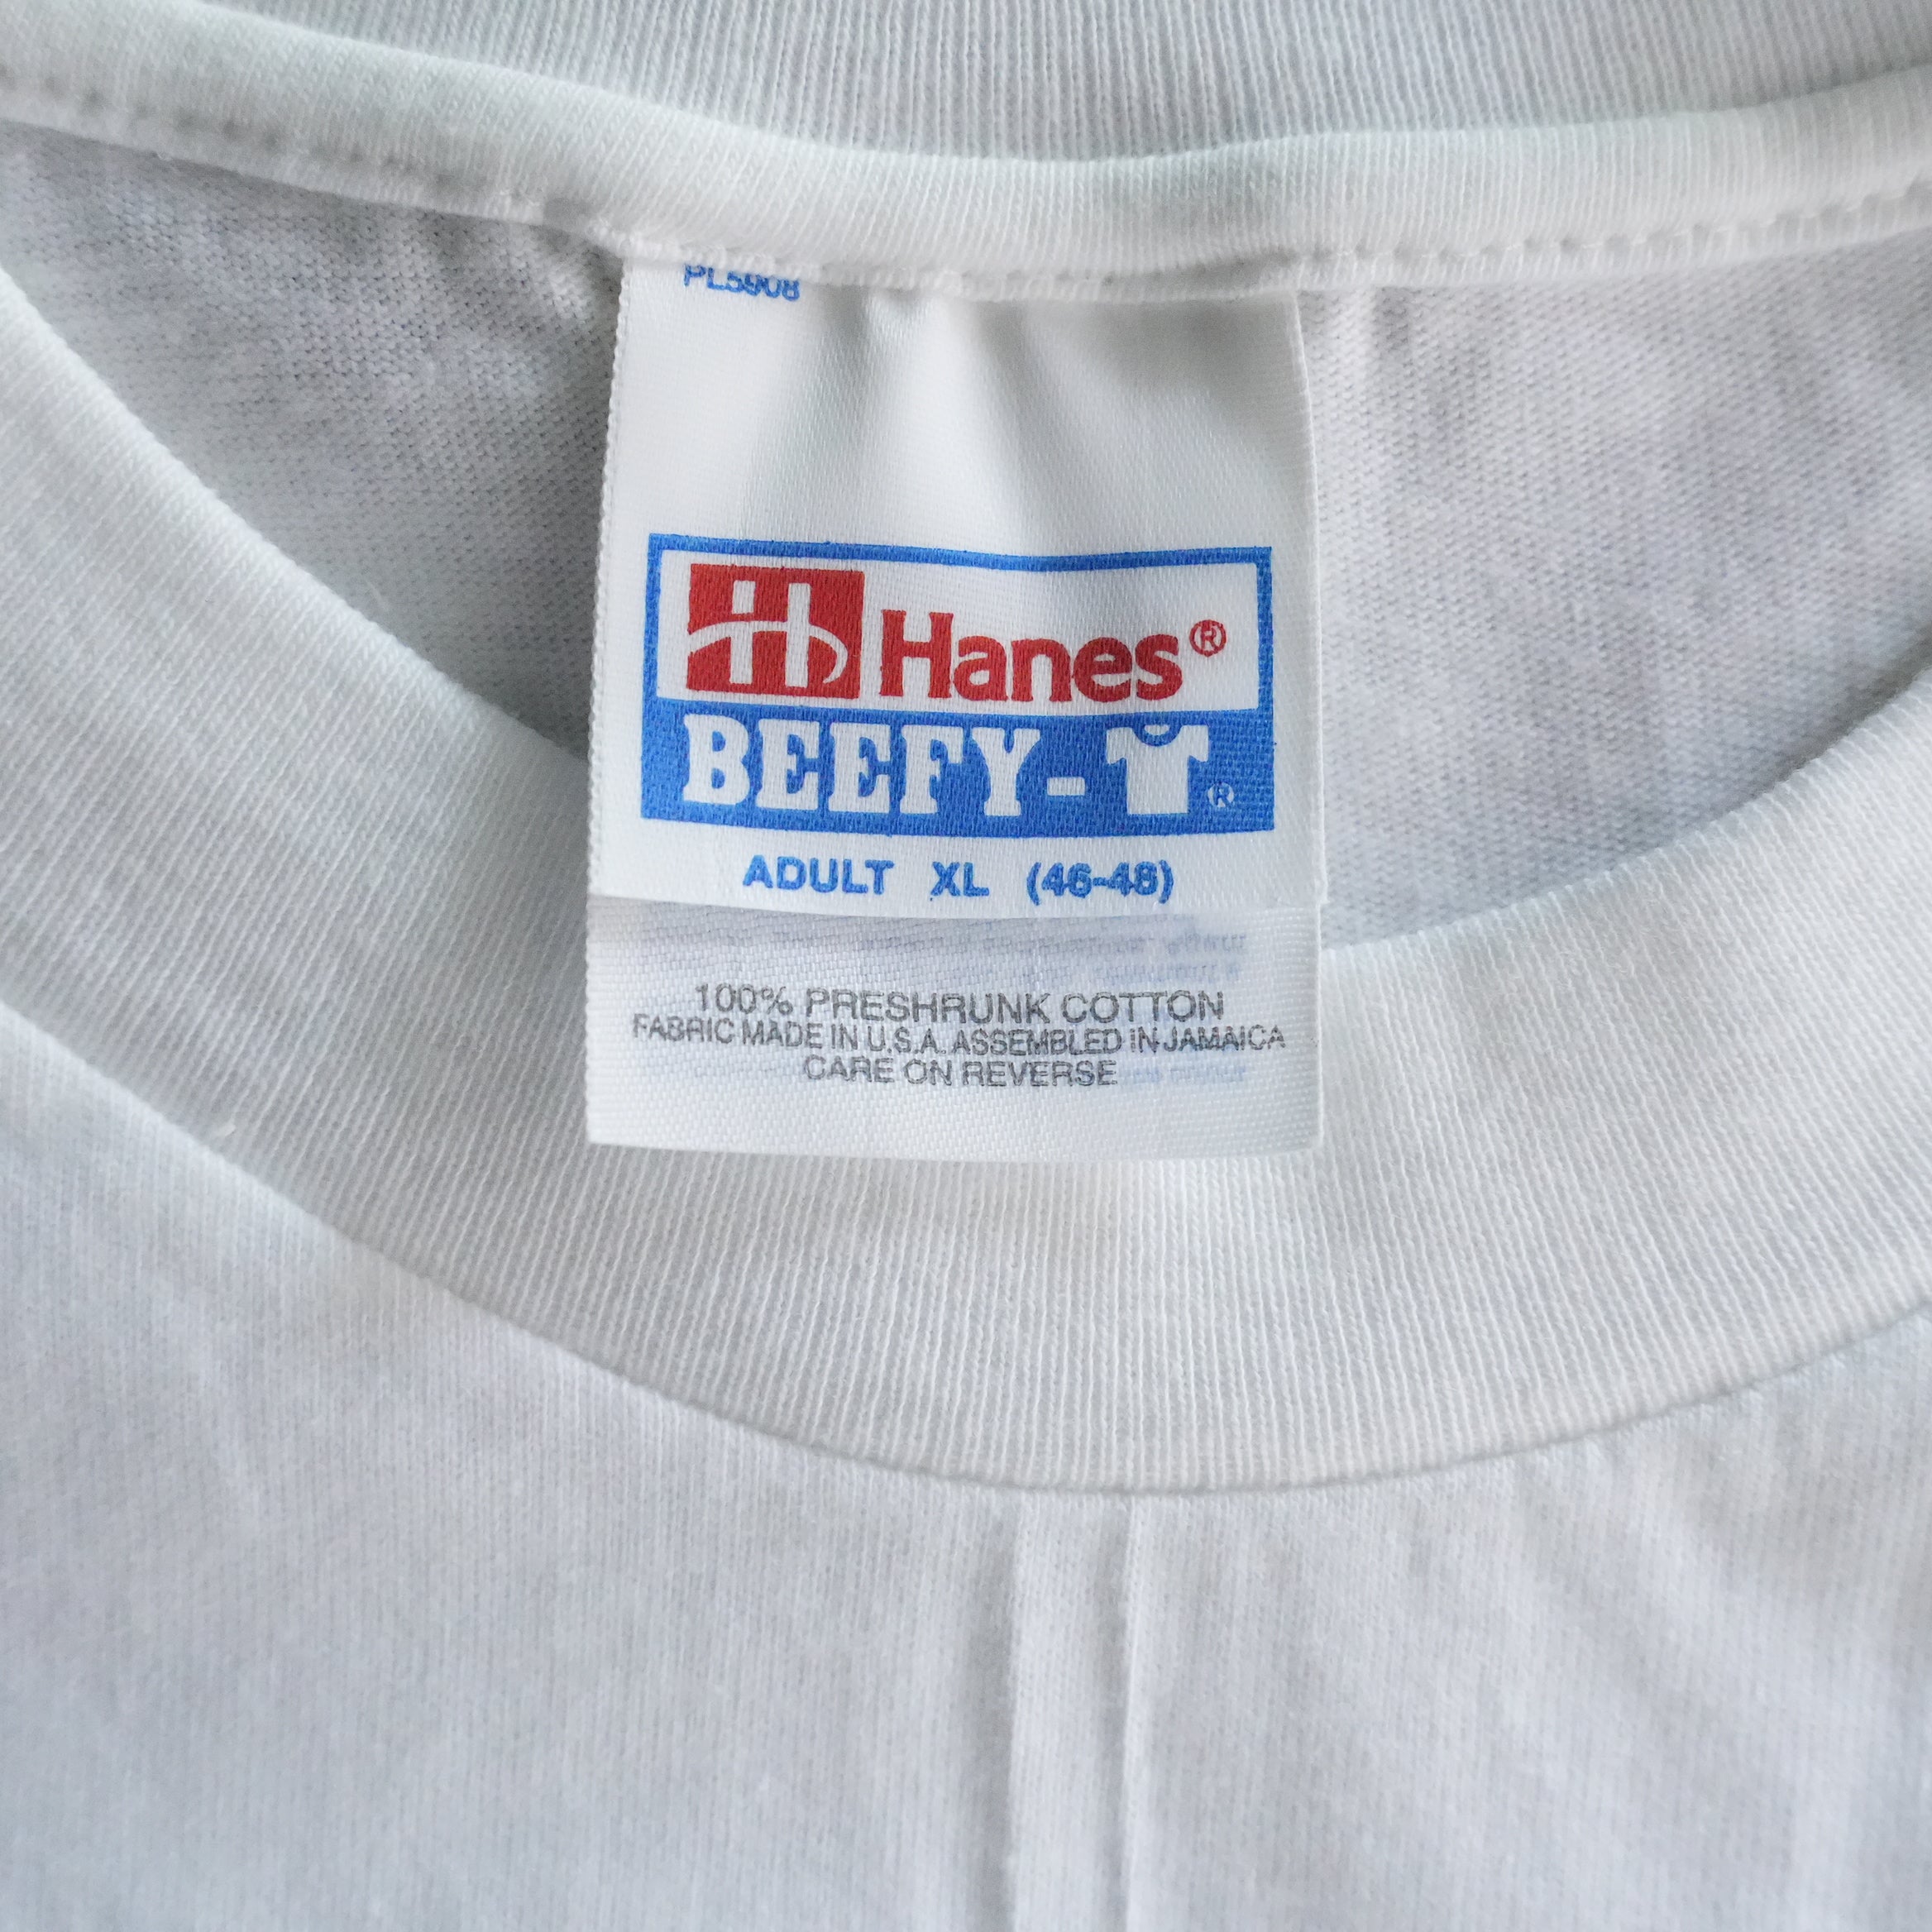 PL5908
H Hanes®
BEEFY-T®
ADULT XL (46-48)
100% PRESHRUNK COTTON
FABRIC MADE IN U.S.A. ASSEMBLED IN JAMAICA
CARE ON REVERSE